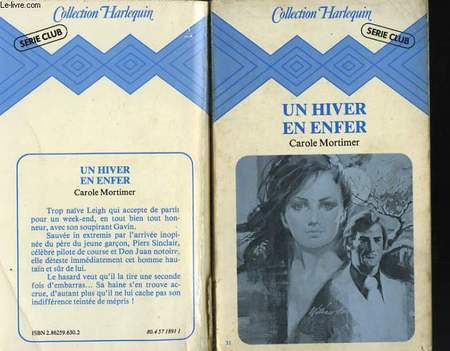 le-livre.com
Collection Harlequin
SERIE CLUB
UN HIVER
EN ENFER
Carole Mortimer
Trop naïve Leigh qui accepte de partir
pour un week-end, en tout bien tout hon-
neur, avec son soupirant Gavin.
Sauvée in extremis par l'arrivée inopi-
née du père du jeune garçon, Piers Sinclair,
célèbre pilote de course et Don Juan notoire,
elle déteste immédiatement cet homme hau-
tain et sûr de lui.
Le hasard veut qu'il la tire une seconde
fois d'embarras... Sa haine s'en trouve ac-
crue, d'autant plus qu'il ne lui cache pas son
indifférence teintée de mépris !
ISBN 2.86259.630.2
80.4571891 1
Collection Harlequin
SERIE CLUB
UN HIVER
EN ENFER
Carole Mortimer
31